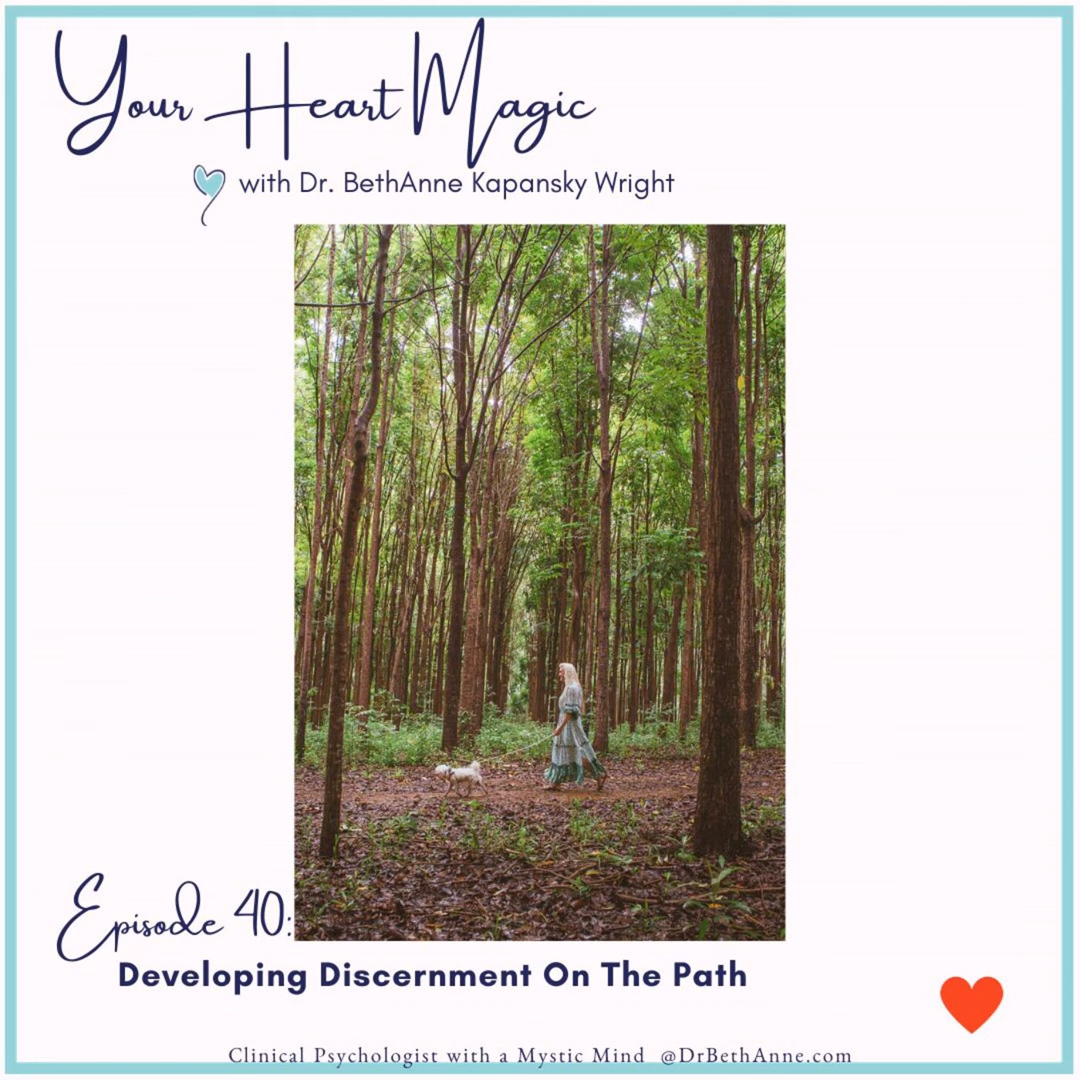 Your Heart Magic
with Dr. BethAnne Kapansky Wright
Episode 40:
Developing Discernment On The Path
Clinical Psychologist with a Mystic Mind @DrBethAnne.com